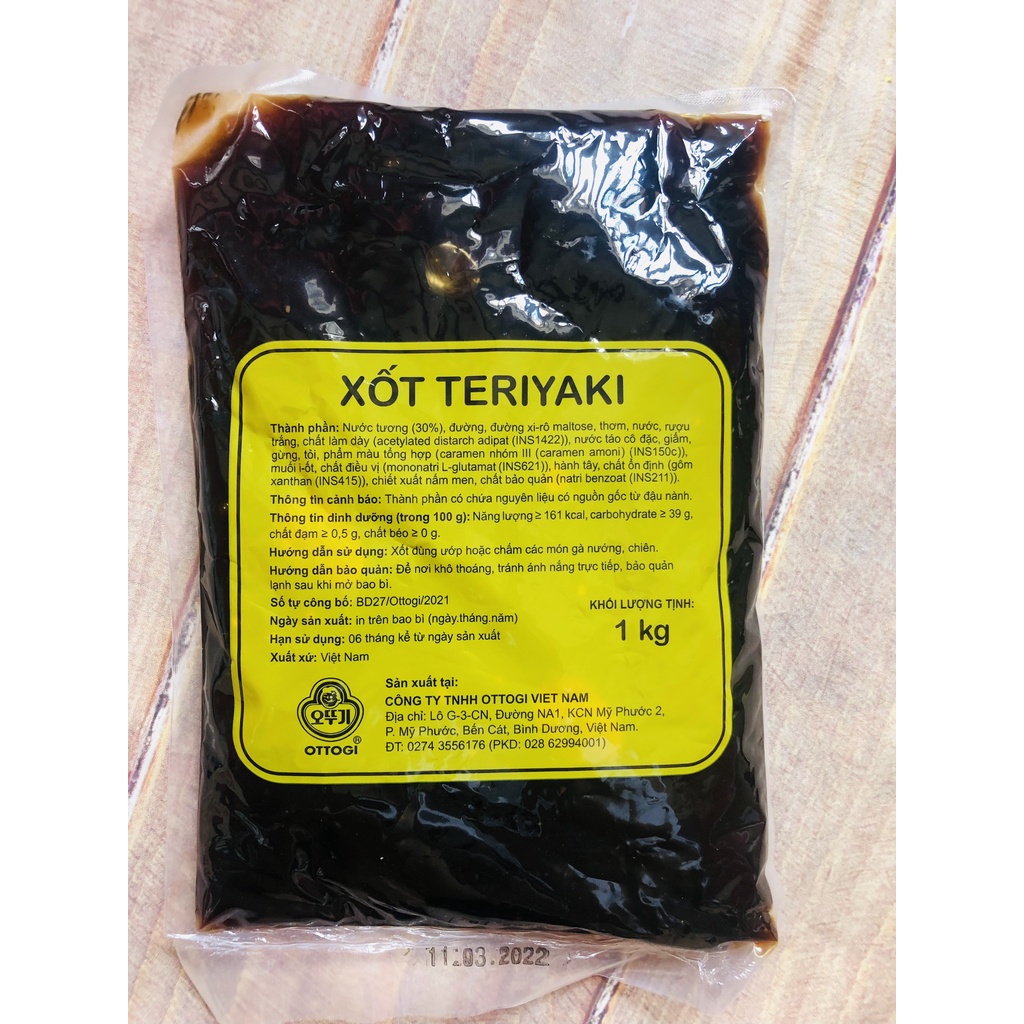 XỐT TERIYAKI
Thành phần: Nước tương (30%), đường, đường xi-rô maltose, thơm, nước, rượu
trắng, chất làm dày (acetylated distarch adipat (INS1422)), nước táo cô đặc, giấm,
gừng, tỏi, phẩm màu tổng hợp (caramen nhóm III (caramen amoni) (INS150c)),
muối i-ốt, chất điều vị (mononatri L-glutamat (INS621)), hành tây, chất ổn định (gôm
xanthan (INS415)), chiết xuất nấm men, chất bảo quản (natri benzoat (INS211)).
Thông tin cảnh báo: Thành phần có chứa nguyên liệu có nguồn gốc từ đậu nành.
Thông tin dinh dưỡng (trong 100 g): Năng lượng ≥ 161 kcal, carbohydrate ≥ 39 g,
chất đạm ≥ 0,5 g, chất béo ≥ 0 g.
Hướng dẫn sử dụng: Xốt dùng ướp hoặc chấm các món gà nướng, chiên.
Hướng dẫn bảo quản: Để nơi khô thoáng, tránh ánh nắng trực tiếp, bảo quản
lạnh sau khi mở bao bì.
Số tự công bố: BD27/Ottogi/2021
Ngày sản xuất: in trên bao bì (ngày.tháng.năm)
Hạn sử dụng: 06 tháng kể từ ngày sản xuất
Xuất xứ: Việt Nam
KHỐI LƯỢNG TỊNH:
1 kg
오뚜기
OTTOGI ®
Sản xuất tại:
CÔNG TY TNHH OTTOGI VIET NAM
Địa chỉ: Lô G-3-CN, Đường NA1, KCN Mỹ Phước 2,
P. Mỹ Phước, Bến Cát, Bình Dương, Việt Nam.
ĐT: 0274 3556176 (PKD: 028 62994001)
11.03.2022